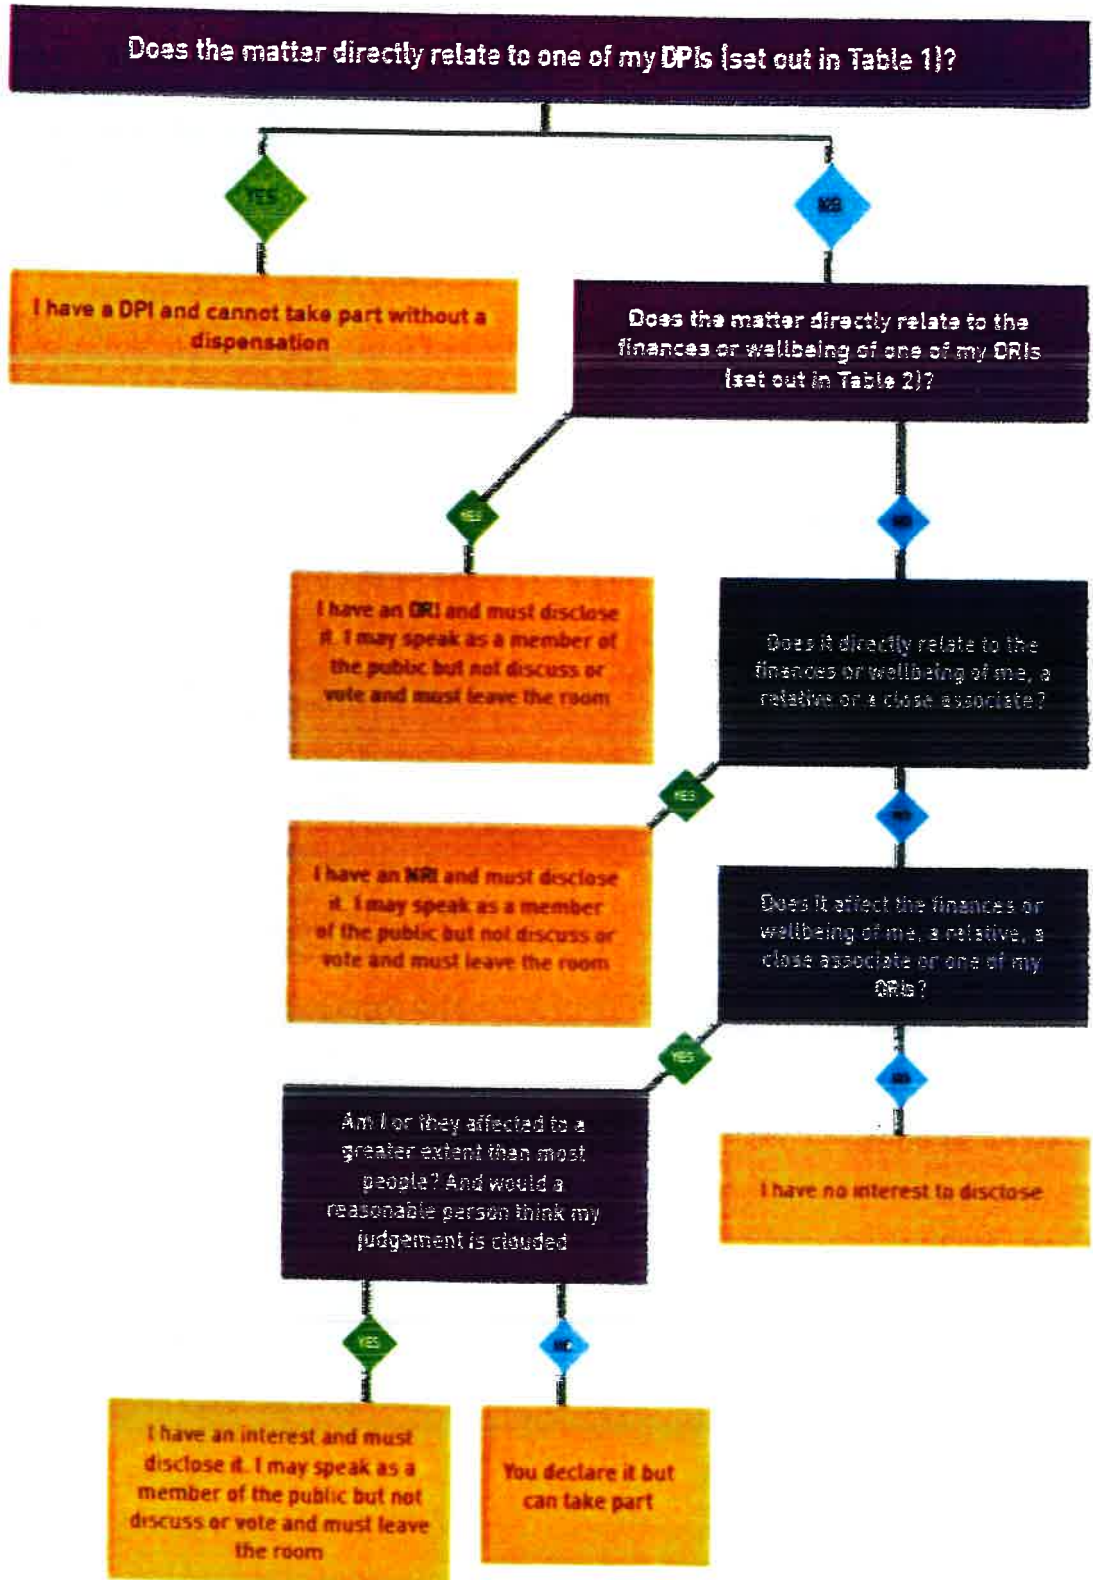 Does the matter directly relate to one of my DPIs (set out in Table 1)?
YES
NO
I have a DPI and cannot take part without a
dispensation
Does the matter directly relate to the
finances or wellbeing of one of my ORIs
(set out in Table 2)?
YES
NO
I have an ORI and must disclose
it. I may speak as a member of
the public but not discuss or
vote and must leave the room
Does it directly relate to the
finances or wellbeing of me, a
relative or a close associate?
YES
NO
I have an NRI and must disclose
it. I may speak as a member
of the public but not discuss or
vote and must leave the room
Does it affect the finances or
wellbeing of me, a relative, a
close associate or one of my
ORIs?
YES
NO
Am I or they affected to a
greater extent than most
people? And would a
reasonable person think my
judgement is clouded
I have no interest to disclose
YES
NO
I have an interest and must
disclose it. I may speak as a
member of the public but not
discuss or vote and must leave
the room
You declare it but
can take part